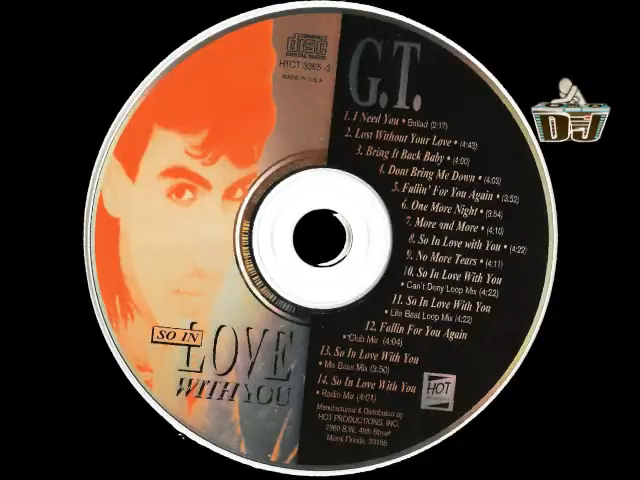 COMPACT
disc
DIGITAL AUDIO
HTCT 3365-2
MADE IN U.S.A.
G.T.
1. I Need You • Ballad (2:17)
2. Lost Without Your Love • (4:43)
3. Bring It Back Baby • (4:00)
4. Dont Bring Me Down • (4:03)
5. Fallin' For You Again • (3:52)
6. One More Night • (3:54)
7. More and More • (4:10)
8. So In Love with You • (4:22)
9. No More Tears • (4:11)
10. So In Love With You
• Can't Deny Loop Mix (4:22)
11. So In Love With You
• Life Beat Loop Mix (4:22)
12. Fallin For You Again
• Club Mix (4:04)
13. So In Love With You
• Mo Bass Mix (3:50)
14. So In Love With You
• Radio Mix (4:01)
Manufactured & Distributed by
HOT PRODUCTIONS, INC.
Miami Florida, 33155
HOT
SO IN
LOVE
WITH YOU
DJ